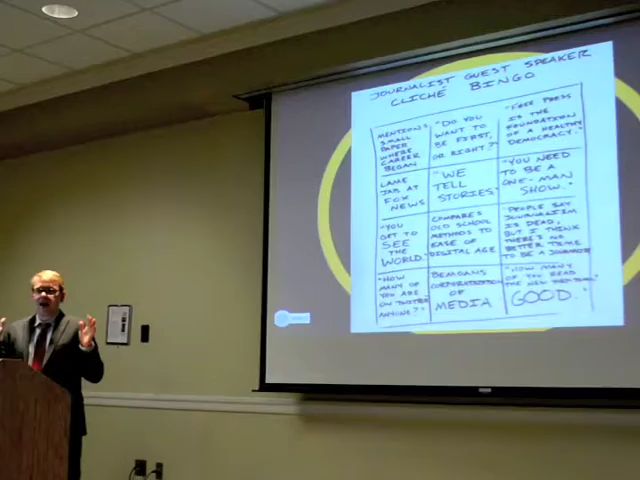 JOURNALIST GUEST SPEAKER
CLICHÉ BINGO
MENTIONS
SMALL
PAPER
WHERE
CAREER
BEGAN
"DO YOU
WANT TO
BE FIRST,
OR RIGHT?"
"FREE PRESS
IS THE
FOUNDATION
OF A HEALTHY
DEMOCRACY."
LAME
JAB AT
FOX
NEWS
"WE
TELL
STORIES."
"YOU NEED
TO BE A
ONE-MAN
SHOW."
"YOU
GET TO
SEE
THE
WORLD."
COMPARES
OLD SCHOOL
METHODS TO
EASE OF
DIGITAL AGE
"PEOPLE SAY
JOURNALISM
IS DEAD,
BUT I THINK
THERE'S NO
BETTER TIME
TO BE A JOURNALIST
"HOW
MANY OF
YOU ARE
ON TWITTER
ANYONE?"
BEMOANS
CORPORATIZATION
OF
MEDIA
"HOW MANY
OF YOU READ
THE NEW YORK
GOOD."